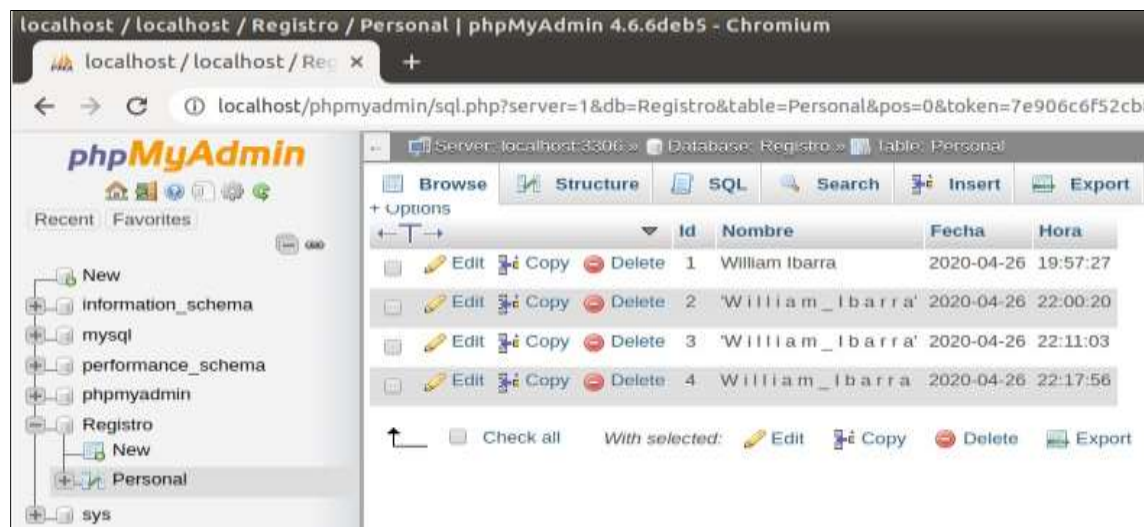 localhost / localhost / Registro / Personal | phpMyAdmin 4.6.6deb5 - Chromium
localhost / localhost / Reg
localhost/phpmyadmin/sql.php?server=1&db=Registro&table=Personal&pos=0&token=7e906c6f52cb
phpMyAdmin
Recent Favorites
New
information_schema
mysql
performance_schema
phpmyadmin
Registro
New
Personal
sys
Server: localhost:3306 » Database: Registro » Table: Personal
Browse Structure SQL Search Insert Export
+ Options
Id Nombre Fecha Hora
Edit Copy Delete 1 William Ibarra 2020-04-26 19:57:27
Edit Copy Delete 2 'W i l l i a m _ I b a r r a' 2020-04-26 22:00:20
Edit Copy Delete 3 'W i l l i a m _ I b a r r a' 2020-04-26 22:11:03
Edit Copy Delete 4 W i l l i a m _ I b a r r a 2020-04-26 22:17:56
Check all With selected: Edit Copy Delete Export